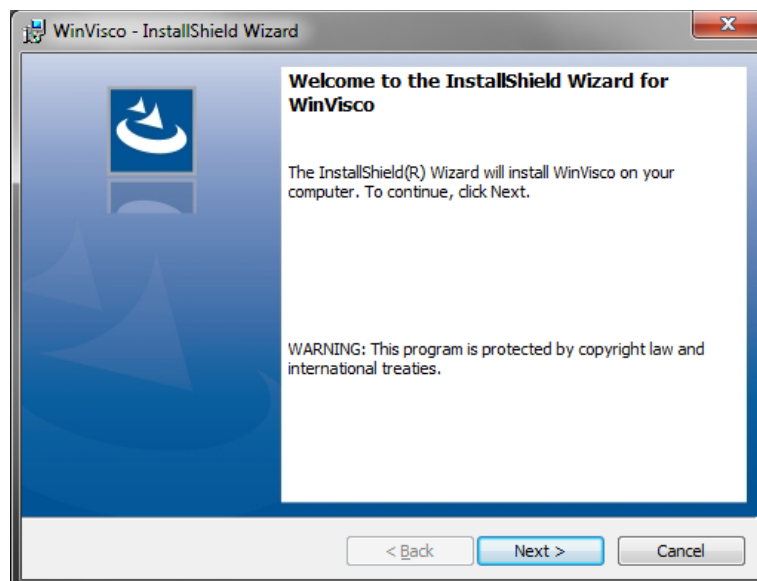 WinVisco - InstallShield Wizard
Welcome to the InstallShield Wizard for
WinVisco
The InstallShield(R) Wizard will install WinVisco on your
computer. To continue, click Next.
WARNING: This program is protected by copyright law and
international treaties.
< Back
Next >
Cancel